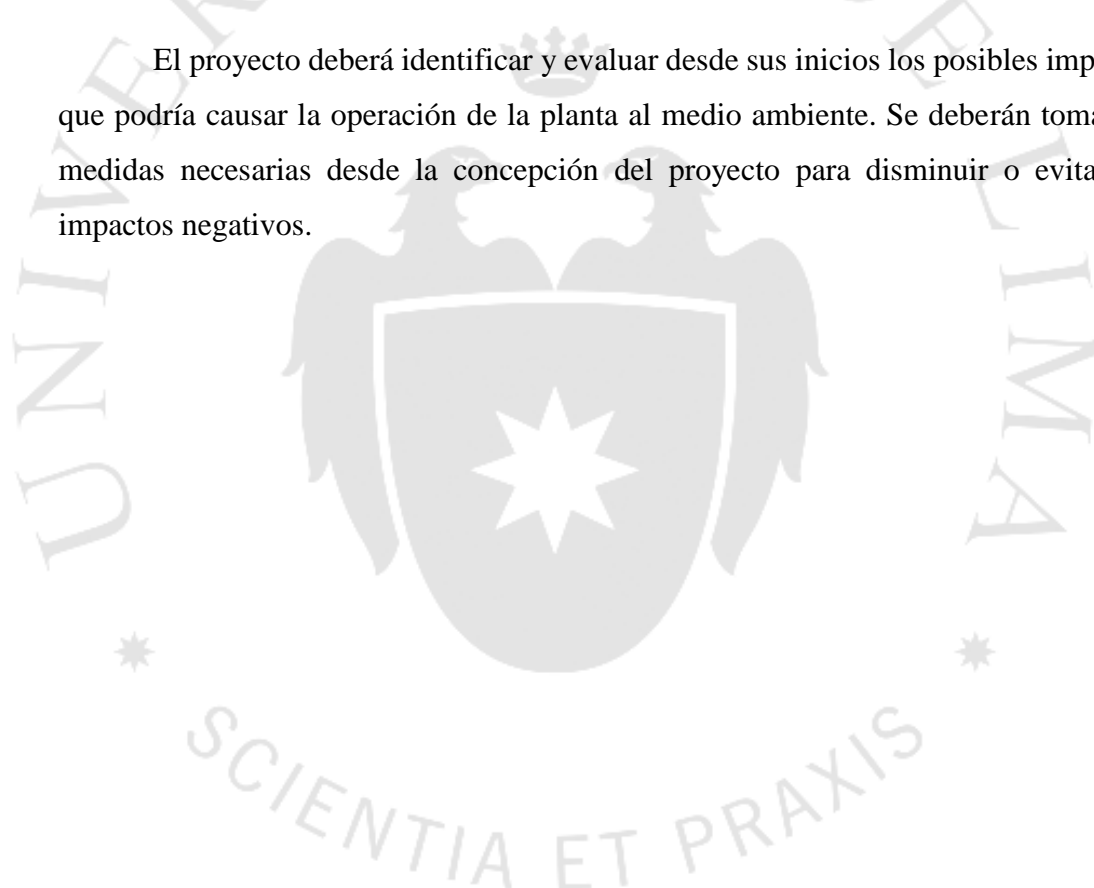 El proyecto deberá identificar y evaluar desde sus inicios los posibles imp
que podría causar la operación de la planta al medio ambiente. Se deberán toma
medidas necesarias desde la concepción del proyecto para disminuir o evita
impactos negativos.
UNIVER
E LIMA
SCIENTIA ET PRAXIS